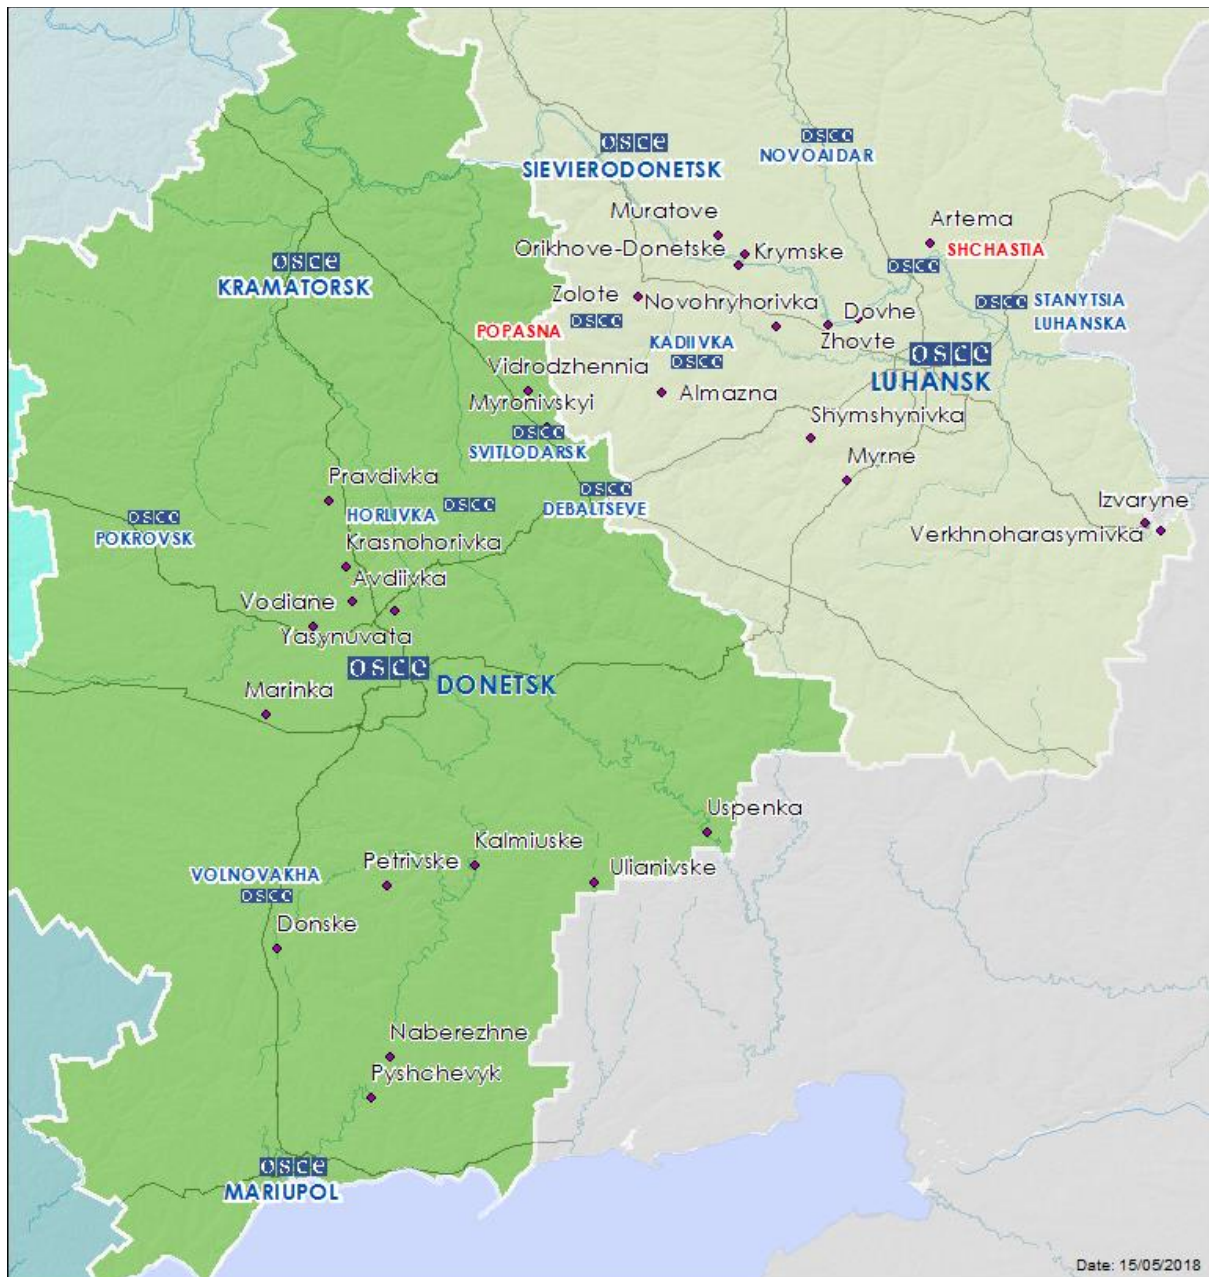 osce
SIEVIERODONETSK
osce
NOVOAIDAR
Muratove
Artema
Orikhove-Donetske
Krymske
SHCHASTIA
osce
osce
KRAMATORSK
Zolote
Novohryhorivka
Dovhe
osce
STANYTSIA
LUHANSKA
osce
POPASNA
KADIIVKA
osce
Zhovte
osce
LUHANSK
Vidrodzhennia
Almazna
Myronivskyi
Shymshynivka
osce
SVITLODARSK
Myrne
Pravdivka
osce
DEBALTSEVE
HORLIVKA
osce
osce
POKROVSK
Izvaryne
Verkhnoharasymivka
Krasnohorivka
Avdiivka
Vodiane
Yasynuvata
osce
DONETSK
Marinka
Uspenka
Kalmiuske
Petrivske
Ulianivske
VOLNOVAKHA
osce
Donske
Naberezhne
Pyshchevyk
osce
MARIUPOL
Date: 15/05/2018